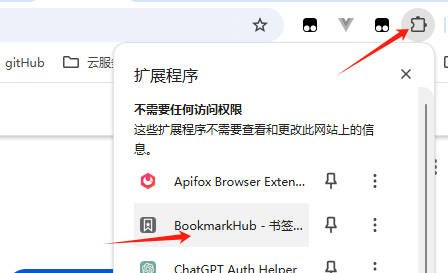 gitHub
云服务
扩展程序
不需要任何访问权限
这些扩展程序不需要查看和更改此网站上的信
息。
Apifox Browser Exten...
BookmarkHub - 书签...
ChatGPT Auth Helper